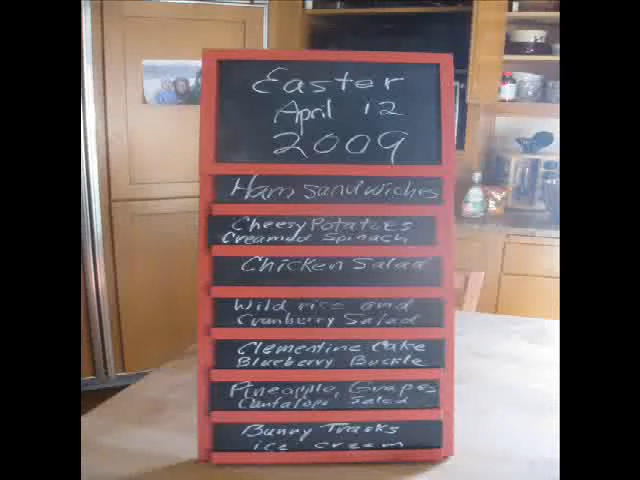 Easter
April 12
2009
Ham Sandwiches
Cheesy Potatoes
Creamed Spinach
Chicken Salad
Wild rice and
Cranberry Salad
Clementine Cake
Blueberry Buckle
Pineapple, Grapes
Cantalope Salad
Bunny Tracks
ice cream